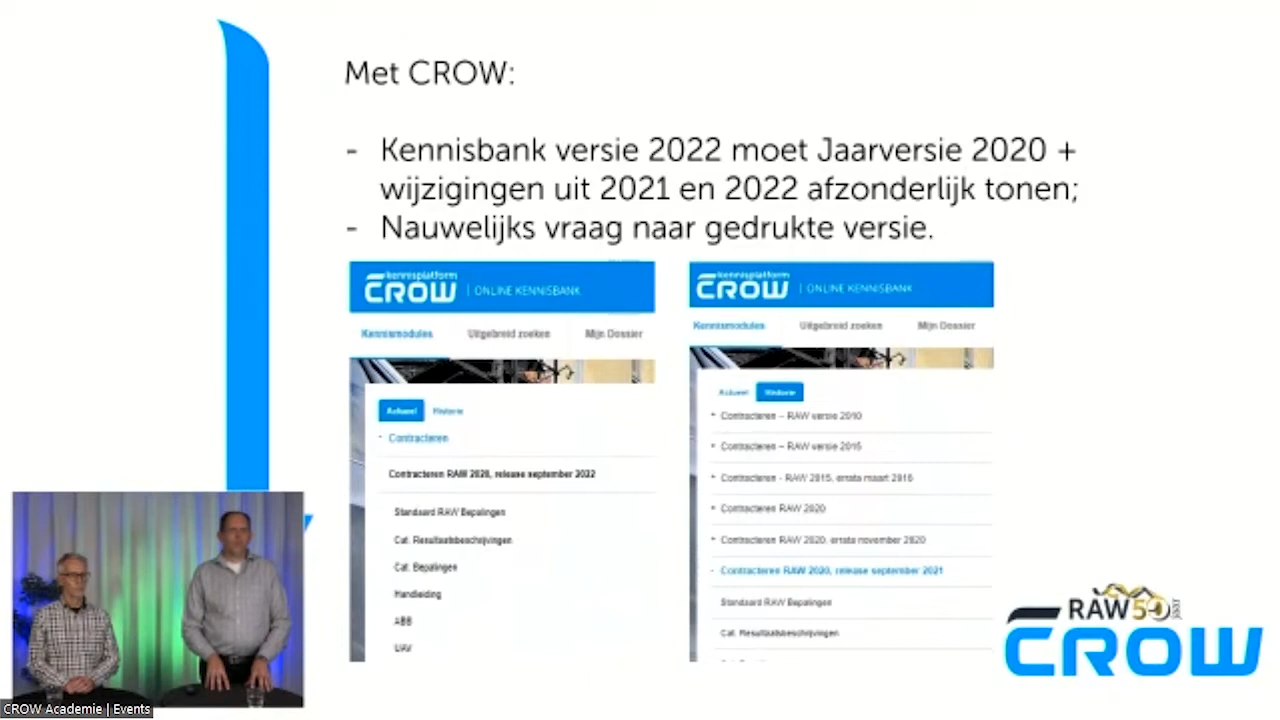 Met CROW:
- Kennisbank versie 2022 moet Jaarversie 2020 +
wijzigingen uit 2021 en 2022 afzonderlijk tonen;
- Nauwelijks vraag naar gedrukte versie.
kennisplatform
CROW | ONLINE KENNISBANK
Kennismodules Uitgebreid zoeken Mijn Dossier
Actueel Historie
- Contracteren
Contracteren RAW 2020, release september 2022
Standaard RAW Bepalingen
Cat. Resultaatsbeschrijvingen
Cat. Bepalingen
Handleiding
ABB
UAV
kennisplatform
CROW | ONLINE KENNISBANK
Kennismodules Uitgebreid zoeken Mijn Dossier
Actueel Historie
+ Contracteren – RAW versie 2010
+ Contracteren – RAW versie 2015
+ Contracteren - RAW 2015, errata maart 2016
+ Contracteren RAW 2020
+ Contracteren RAW 2020, errata november 2020
- Contracteren RAW 2020, release september 2021
Standaard RAW Bepalingen
Cat. Resultaatsbeschrijvingen
RAW 50 jaar
CROW
CROW Academie | Events